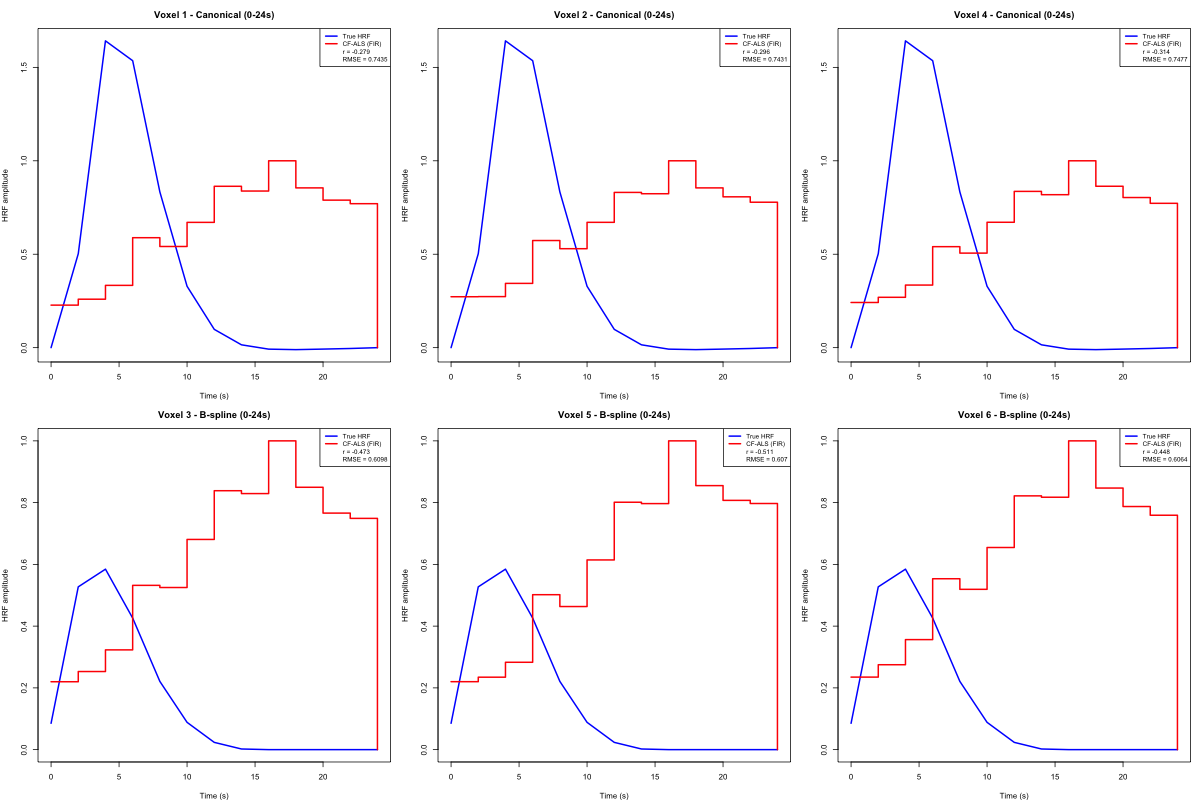 Voxel 1 - Canonical (0-24s)
True HRF
CF-ALS (FIR)
r = -0.279
RMSE = 0.7435
HRF amplitude
0.0
0.5
1.0
1.5
0
5
10
15
20
Time (s)
Voxel 2 - Canonical (0-24s)
True HRF
CF-ALS (FIR)
r = -0.296
RMSE = 0.7431
HRF amplitude
0.0
0.5
1.0
1.5
0
5
10
15
20
Time (s)
Voxel 4 - Canonical (0-24s)
True HRF
CF-ALS (FIR)
r = -0.314
RMSE = 0.7477
HRF amplitude
0.0
0.5
1.0
1.5
0
5
10
15
20
Time (s)
Voxel 3 - B-spline (0-24s)
True HRF
CF-ALS (FIR)
r = -0.473
RMSE = 0.6098
HRF amplitude
0.0
0.2
0.4
0.6
0.8
1.0
0
5
10
15
20
Time (s)
Voxel 5 - B-spline (0-24s)
True HRF
CF-ALS (FIR)
r = -0.511
RMSE = 0.607
HRF amplitude
0.0
0.2
0.4
0.6
0.8
1.0
0
5
10
15
20
Time (s)
Voxel 6 - B-spline (0-24s)
True HRF
CF-ALS (FIR)
r = -0.448
RMSE = 0.6064
HRF amplitude
0.0
0.2
0.4
0.6
0.8
1.0
0
5
10
15
20
Time (s)